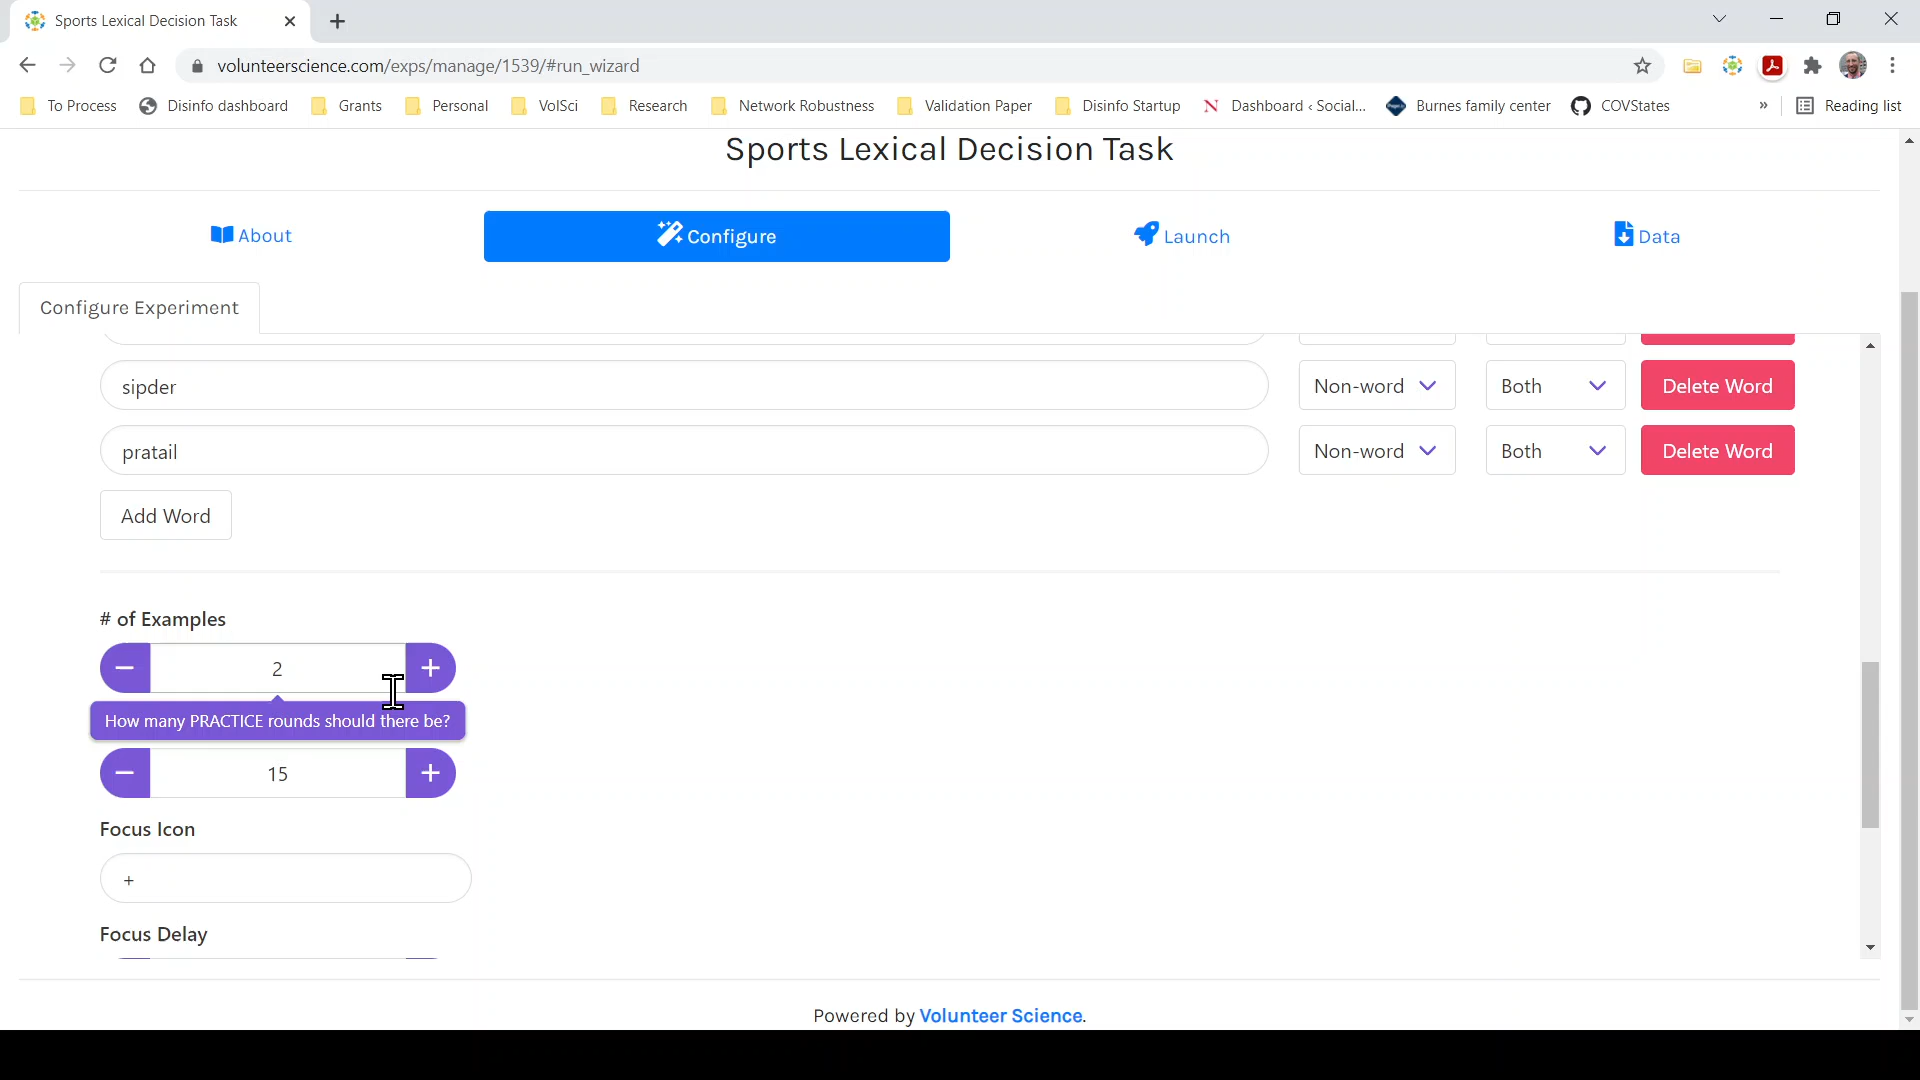 Sports Lexical Decision Task
volunteerscience.com/exps/manage/1539/#run_wizard
To Process Disinfo dashboard Grants Personal VolSci Research Network Robustness Validation Paper Disinfo Startup Dashboard ‹ Social... Burnes family center COVStates » Reading list
Sports Lexical Decision Task
About Configure Launch Data
Configure Experiment
sipder Non-word Both Delete Word
pratail Non-word Both Delete Word
Add Word
# of Examples
− 2 +
How many PRACTICE rounds should there be?
− 15 +
Focus Icon
+
Focus Delay
Powered by Volunteer Science.